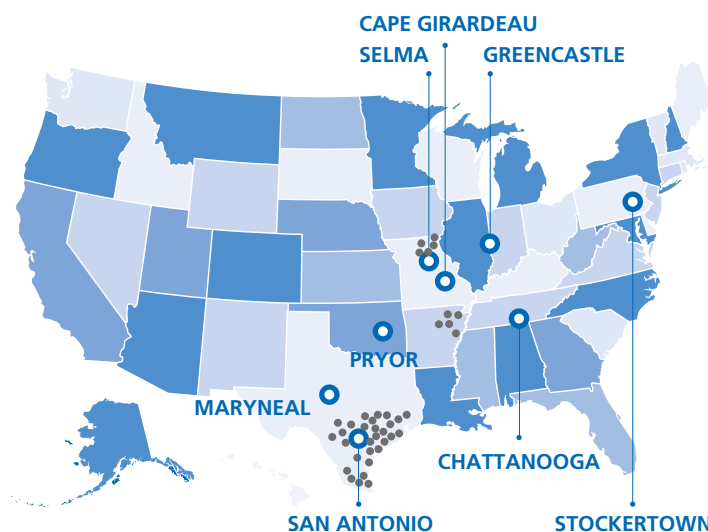 CAPE GIRARDEAU
SELMA
GREENCASTLE
PRYOR
MARYNEAL
CHATTANOOGA
SAN ANTONIO
STOCKERTOWN